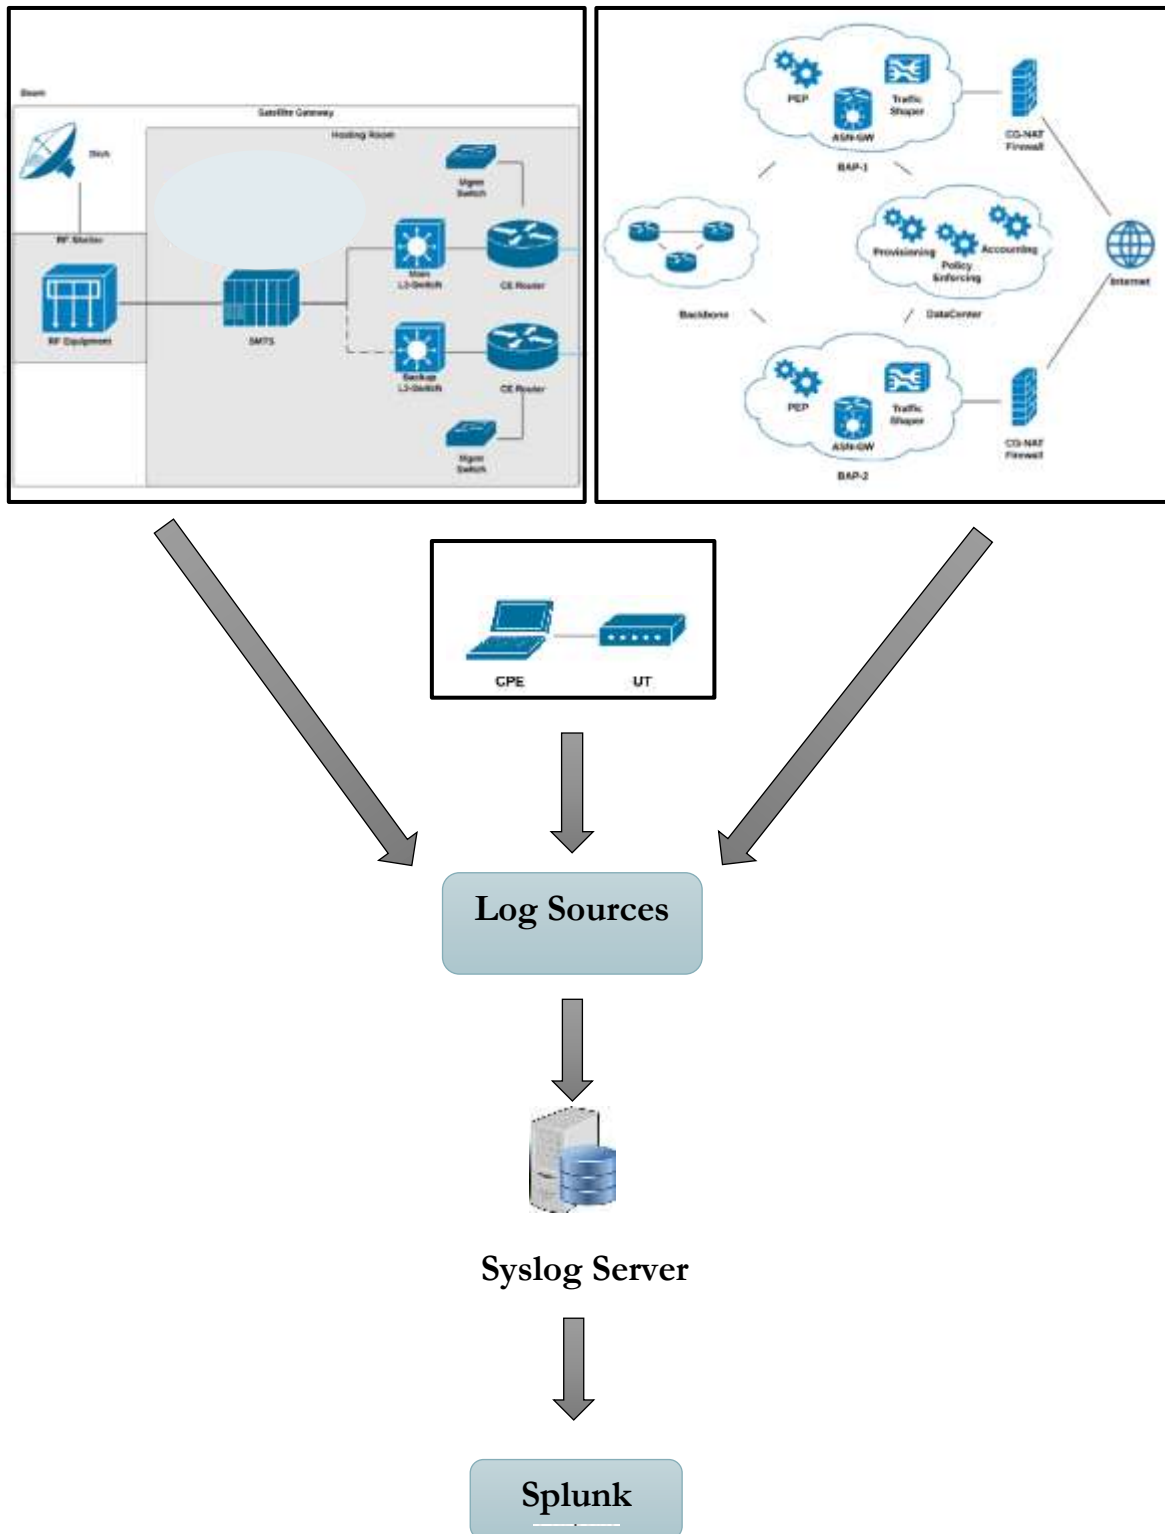 Beam
Satellite Gateway
Hosting Room
Dish
Mgmt
Switch
RF Shelter
Main
L3-Switch
CE Router
RF Equipment
SMTS
Backup
L3-Switch
CE Router
Mgmt
Switch
PEP
Traffic
Shaper
ASN-GW
BAP-1
CG-NAT
Firewall
Provisioning
Accounting
Policy
Enforcing
Internet
Backbone
DataCenter
PEP
Traffic
Shaper
ASN-GW
BAP-2
CG-NAT
Firewall
CPE
UT
Log Sources
Syslog Server
Splunk